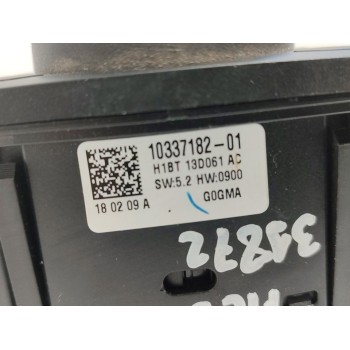 10337182-01
H1BT 13D061 AC
SW:5.2 HW:0900
18 02 09 A
G0GMA
35872